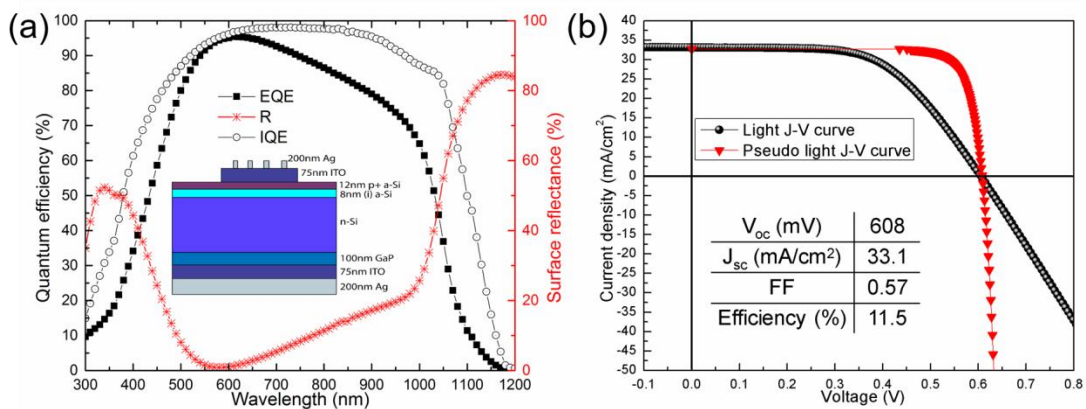 (a)
100
90
80
70
60
50
40
30
20
10
0
Quantum efficiency (%)
EQE
R
IQE
200nm Ag
75nm ITO
12nm p+ a-Si
8nm (i) a-Si
n-Si
100nm GaP
75nm ITO
200nm Ag
100
80
60
40
20
0
Surface reflectance (%)
300 400 500 600 700 800 900 1000 1100 1200
Wavelength (nm)
(b)
40
35
30
25
20
15
10
5
0
-5
-10
-15
-20
-25
-30
-35
-40
-45
-50
Current density (mA/cm²)
Light J-V curve
Pseudo light J-V curve
Voc (mV) 608
Jsc (mA/cm²) 33.1
FF 0.57
Efficiency (%) 11.5
-0.1 0.0 0.1 0.2 0.3 0.4 0.5 0.6 0.7 0.8
Voltage (V)